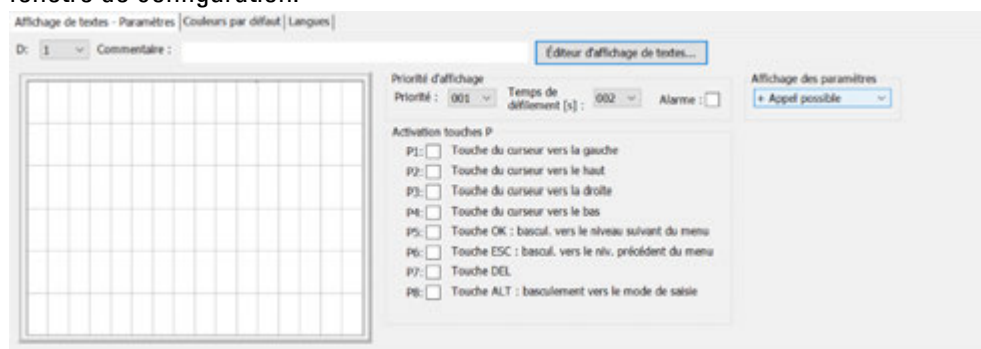 fenêtre de configuration.
Affichage de textes - Paramètres Couleurs par défaut Langues
D: 1 Commentaire : Éditeur d'affichage de textes...
Priorité d'affichage
Priorité : 001 Temps de défilement [s] : 002 Alarme :
Affichage des paramètres
+ Appel possible
Activation touches P
P1: Touche du curseur vers la gauche
P2: Touche du curseur vers le haut
P3: Touche du curseur vers la droite
P4: Touche du curseur vers le bas
P5: Touche OK : bascul. vers le niveau suivant du menu
P6: Touche ESC : bascul. vers le niv. précédent du menu
P7: Touche DEL
P8: Touche ALT : basculement vers le mode de saisie